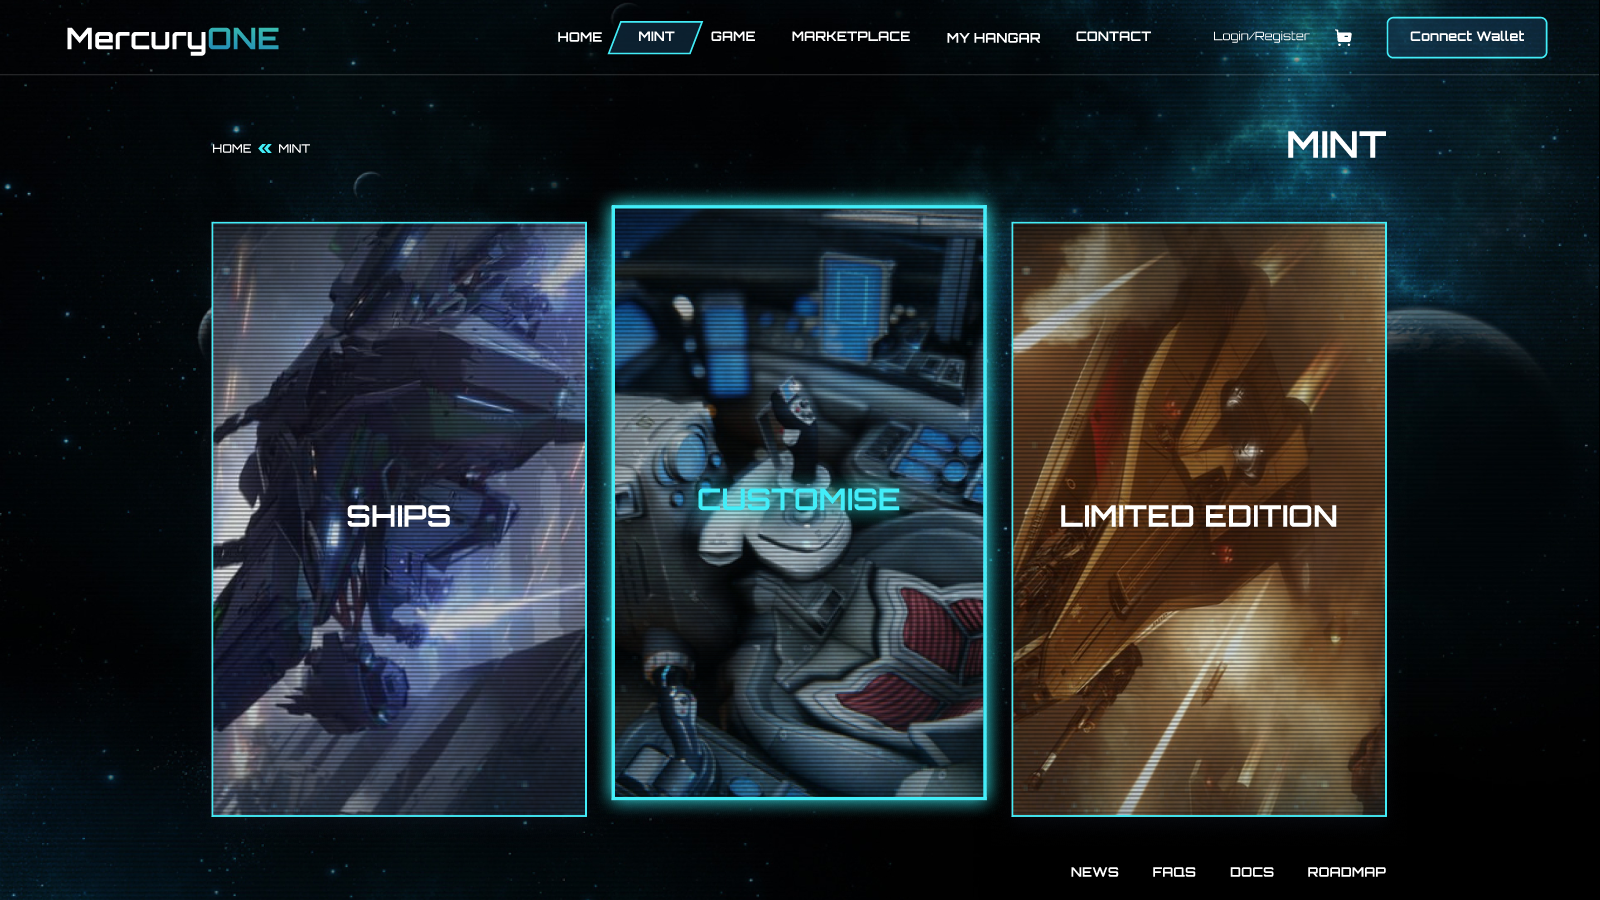 MercuryONE
HOME MINT GAME MARKETPLACE MY HANGAR CONTACT Login/Register Connect Wallet
HOME MINT
MINT
SHIPS
CUSTOMISE
LIMITED EDITION
NEWS FAQS DOCS ROADMAP